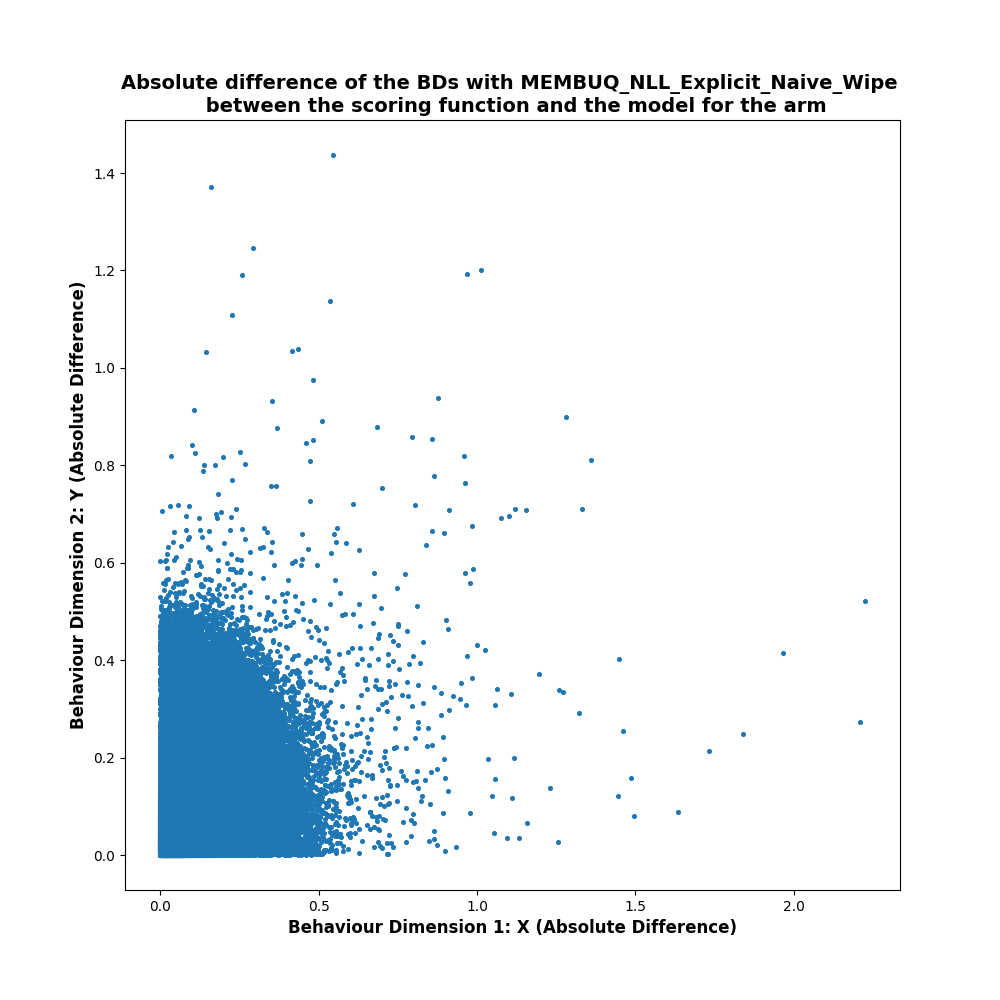 Absolute difference of the BDs with MEMBUQ_NLL_Explicit_Naive_Wipe
between the scoring function and the model for the arm
Behaviour Dimension 2: Y (Absolute Difference)
1.4
1.2
1.0
0.8
0.6
0.4
0.2
0.0
0.0 0.5 1.0 1.5 2.0
Behaviour Dimension 1: X (Absolute Difference)